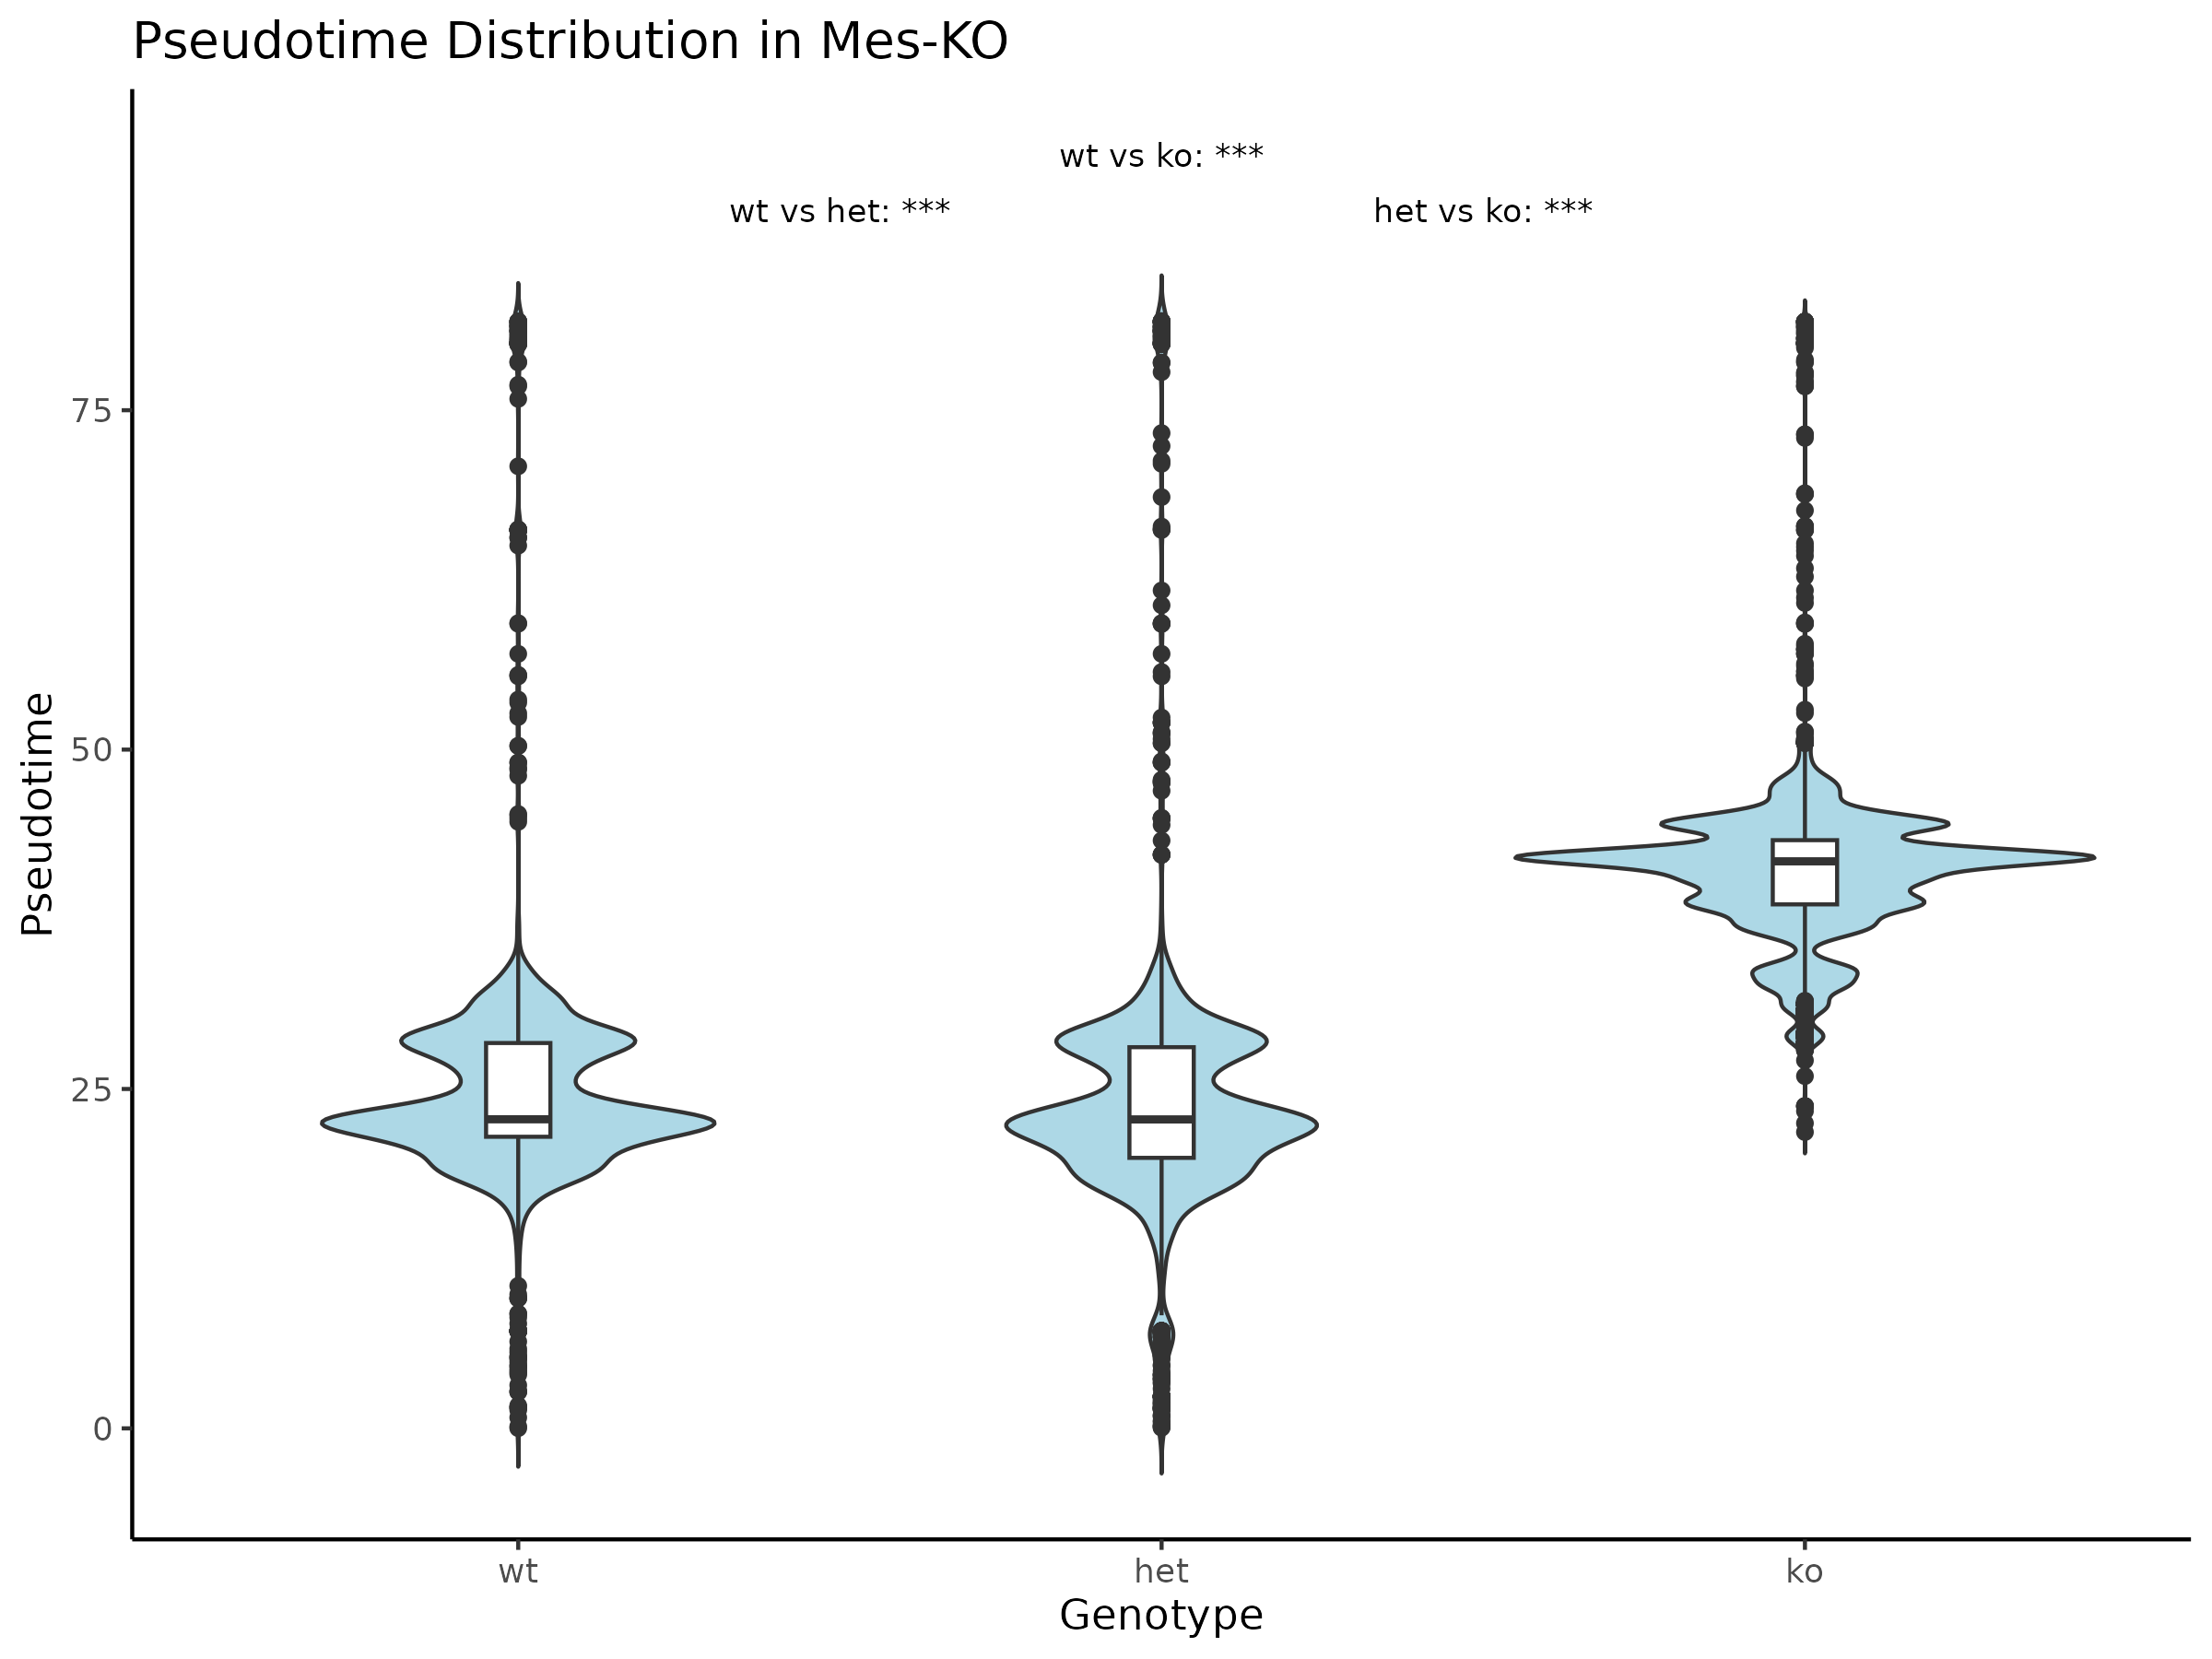 Pseudotime Distribution in Mes-KO
wt vs ko: ***
wt vs het: ***
het vs ko: ***
75
50
25
0
Pseudotime
wt
het
ko
Genotype